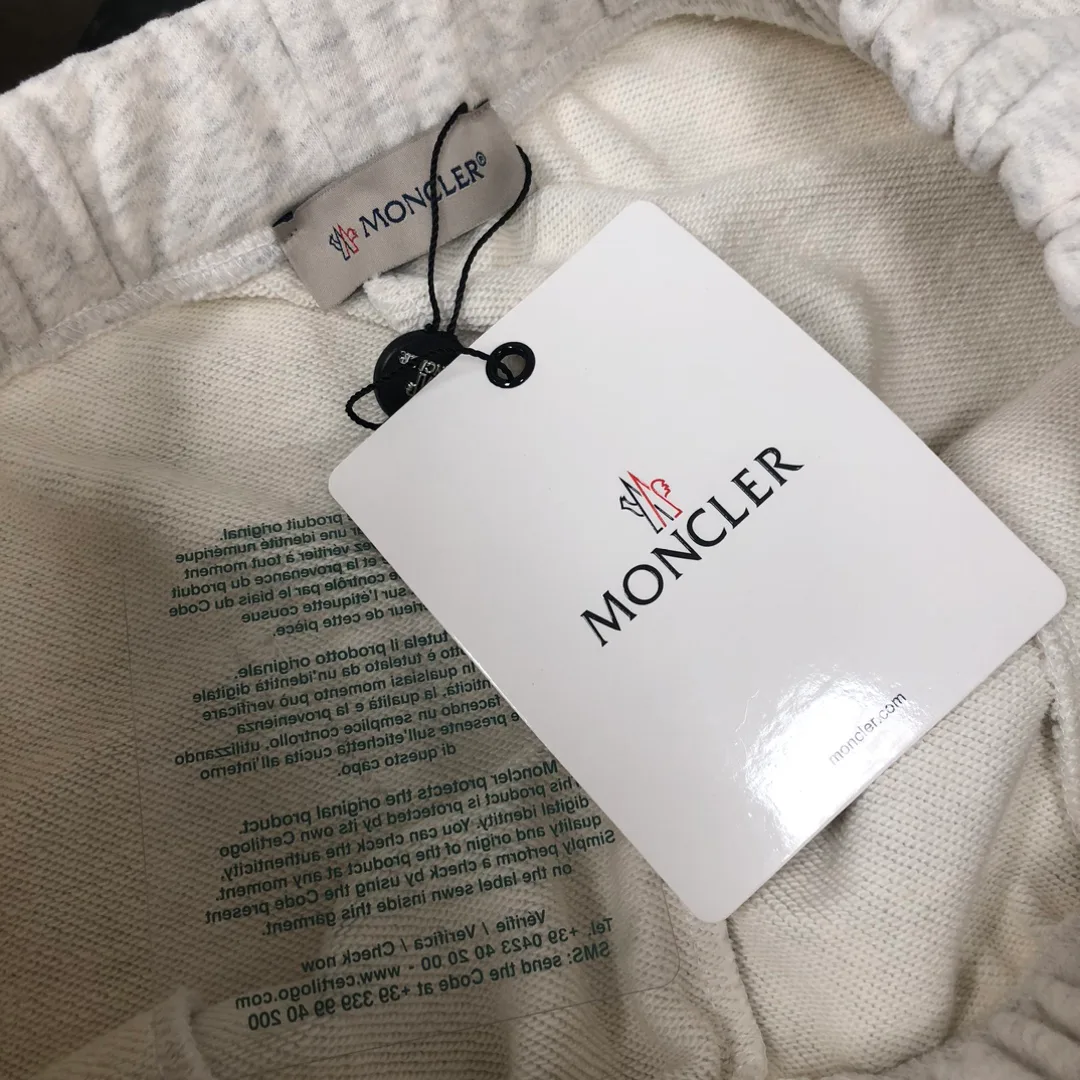 MONCLER®
MONCLER
MONCLER
moncler.com
produit original.
une identité numérique
vérifier à tout moment
et la provenance du produit
contrôle par le biais du Code
sur l'étiquette cousue
de cette pièce.
tutela il prodotto originale.
è tutelato da un'identità digitale
in qualsiasi momento può verificare
la qualità e la provenienza
facendo un semplice controllo, utilizzando
presente sull'etichetta cucita all'interno
di questo capo.
Moncler protects the original product.
This product is protected by its own Certilogo
digital identity. You can check the authenticity,
quality and origin of the product at any moment.
Simply perform a check by using the Code present
on the label sewn inside this garment.
Vérifie / Verifica / Check now
Tel. +39 0423 40 20 00 - www.certilogo.com
SMS: send the Code at +39 339 99 40 200